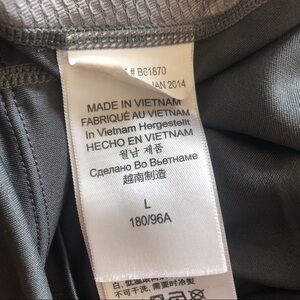 # B61870
JAN 2014
MADE IN VIETNAM
FABRIQUÉ AU VIETNAM
In Vietnam Hergestellt
HECHO EN VIETNAM
월남 제품
Сделано Во Вьетнаме
越南制造
L
180/96A